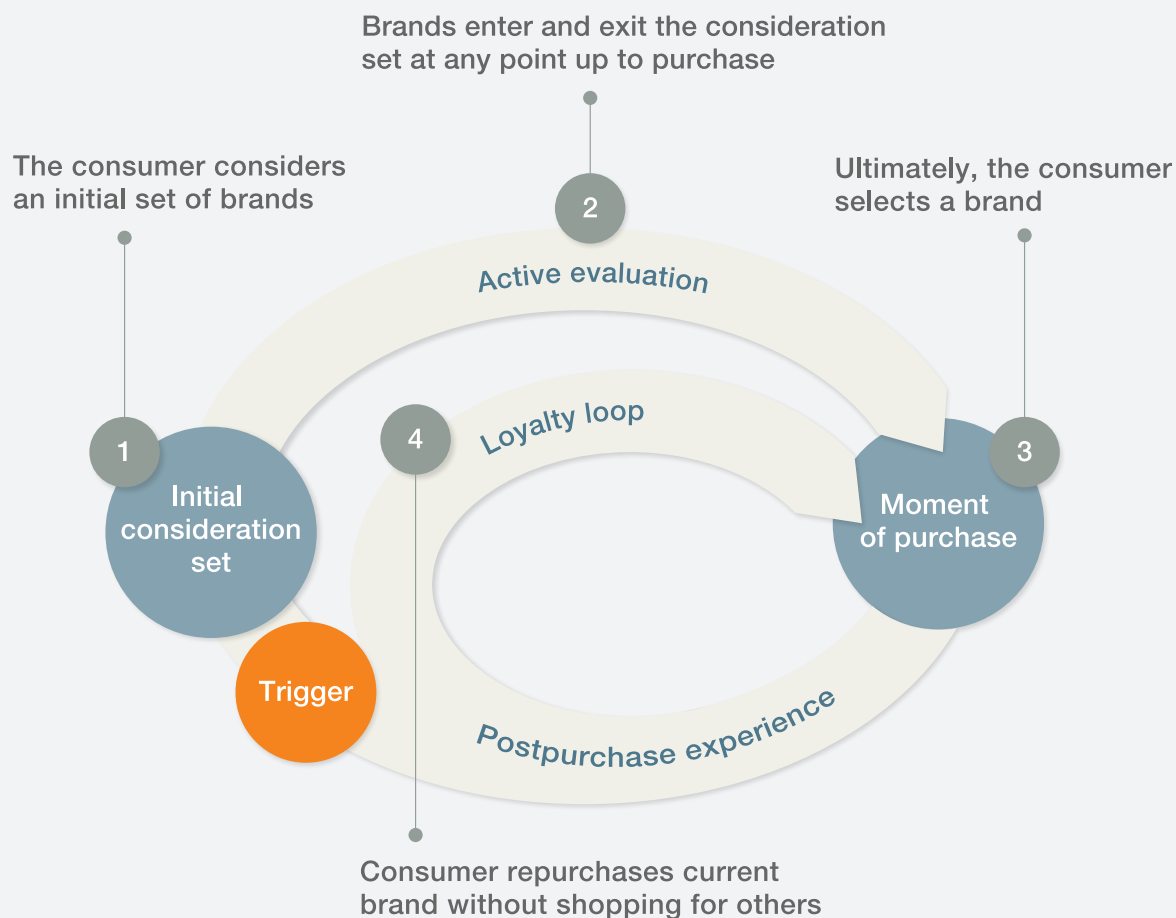 Brands enter and exit the consideration
set at any point up to purchase
The consumer considers
an initial set of brands
Ultimately, the consumer
selects a brand
2
Active evaluation
Loyalty loop
1
4
3
Initial
consideration
set
Moment
of purchase
Trigger
Postpurchase experience
Consumer repurchases current
brand without shopping for others